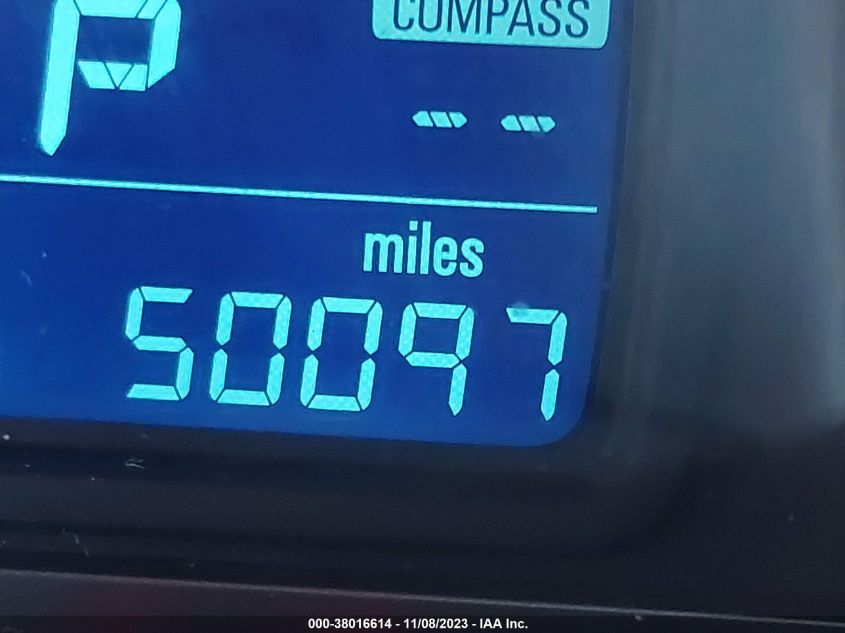 P
COMPASS
--
miles
50097
000-38016614 - 11/08/2023 - IAA Inc.